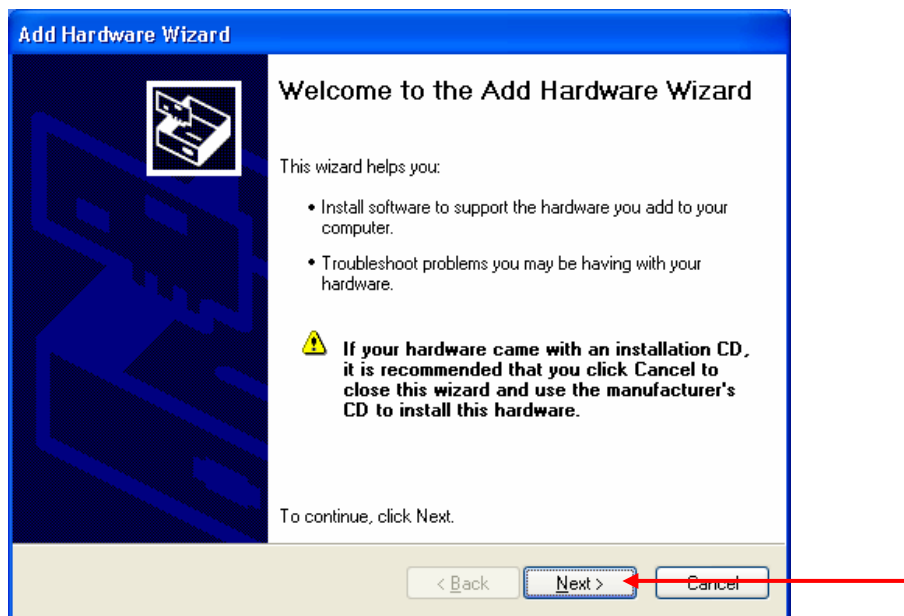 Add Hardware Wizard
Welcome to the Add Hardware Wizard
This wizard helps you:
• Install software to support the hardware you add to your
computer.
• Troubleshoot problems you may be having with your
hardware.
If your hardware came with an installation CD,
it is recommended that you click Cancel to
close this wizard and use the manufacturer's
CD to install this hardware.
To continue, click Next.
< Back Next > Cancel